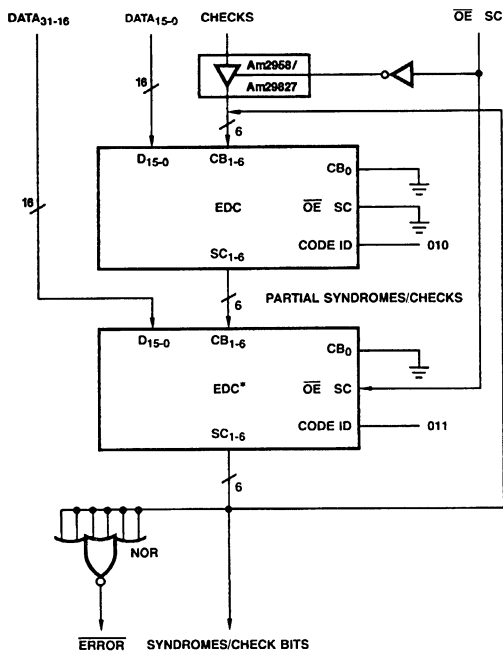 DATA31-16 DATA15-0 CHECKS OE SC
Am2958/
Am29827
16
6
D15-0 CB1-6
CB0
EDC
OE SC
16
CODE ID 010
SC1-6
6
PARTIAL SYNDROMES/CHECKS
D15-0 CB1-6
CB0
EDC*
OE SC
CODE ID 011
SC1-6
6
NOR
ERROR SYNDROMES/CHECK BITS